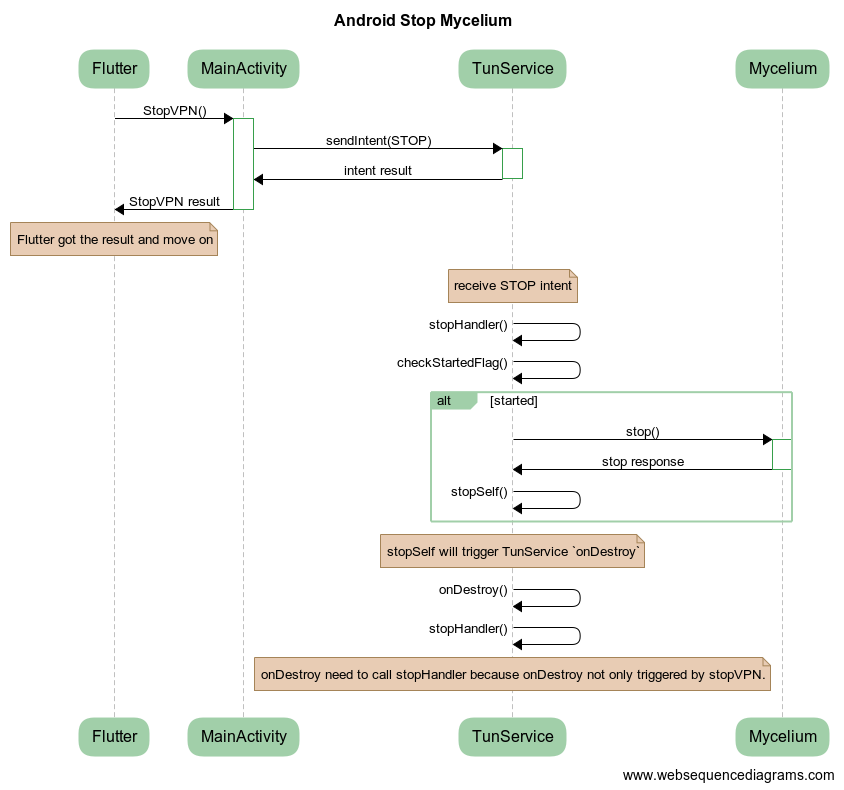 Android Stop Mycelium
Flutter
MainActivity
TunService
Mycelium
StopVPN()
sendIntent(STOP)
intent result
StopVPN result
Flutter got the result and move on
receive STOP intent
stopHandler()
checkStartedFlag()
alt
[started]
stop()
stop response
stopSelf()
stopSelf will trigger TunService `onDestroy`
onDestroy()
stopHandler()
onDestroy need to call stopHandler because onDestroy not only triggered by stopVPN.
Flutter
MainActivity
TunService
Mycelium
www.websequencediagrams.com